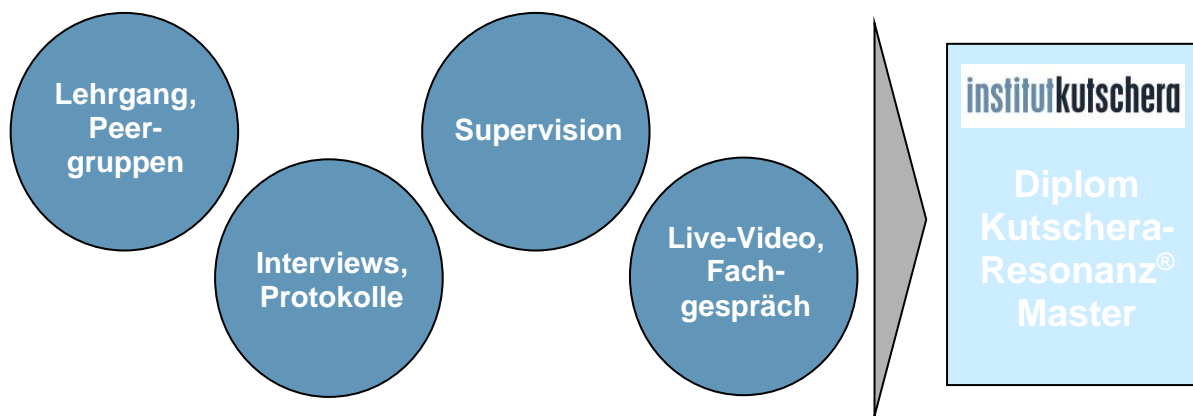 Lehrgang,
Peer-
gruppen
Interviews,
Protokolle
Supervision
Live-Video,
Fach-
gespräch
institutkutschera
Diplom
Kutschera-
Resonanz®
Master